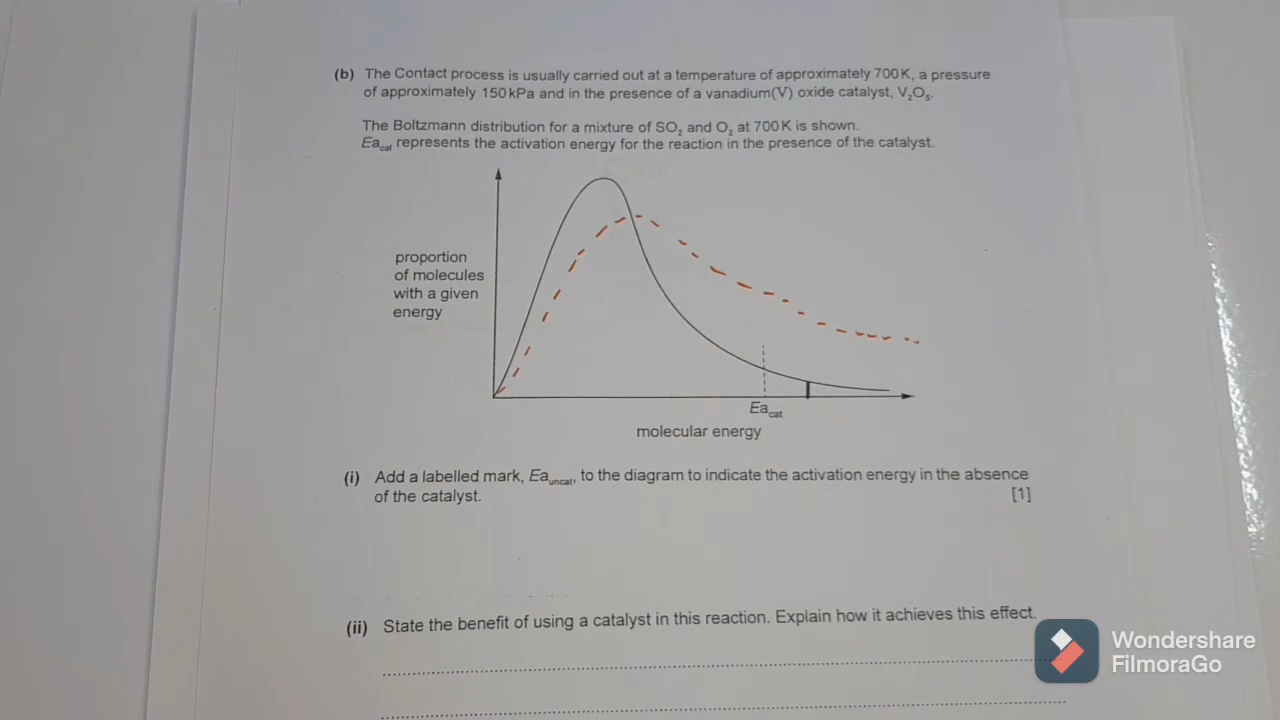 (b) The Contact process is usually carried out at a temperature of approximately 700 K, a pressure
of approximately 150 kPa and in the presence of a vanadium(V) oxide catalyst, V₂O₅.
The Boltzmann distribution for a mixture of SO₂ and O₂ at 700 K is shown.
Ea_cat represents the activation energy for the reaction in the presence of the catalyst.
proportion
of molecules
with a given
energy
Ea_cat
molecular energy
(i) Add a labelled mark, Ea_uncat, to the diagram to indicate the activation energy in the absence
of the catalyst. [1]
(ii) State the benefit of using a catalyst in this reaction. Explain how it achieves this effect.
Wondershare
FilmoraGo